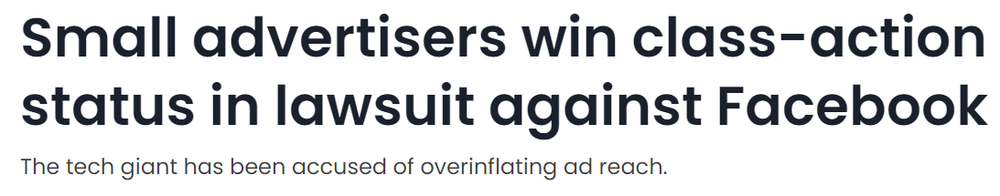 Small advertisers win class-action
status in lawsuit against Facebook
The tech giant has been accused of overinflating ad reach.